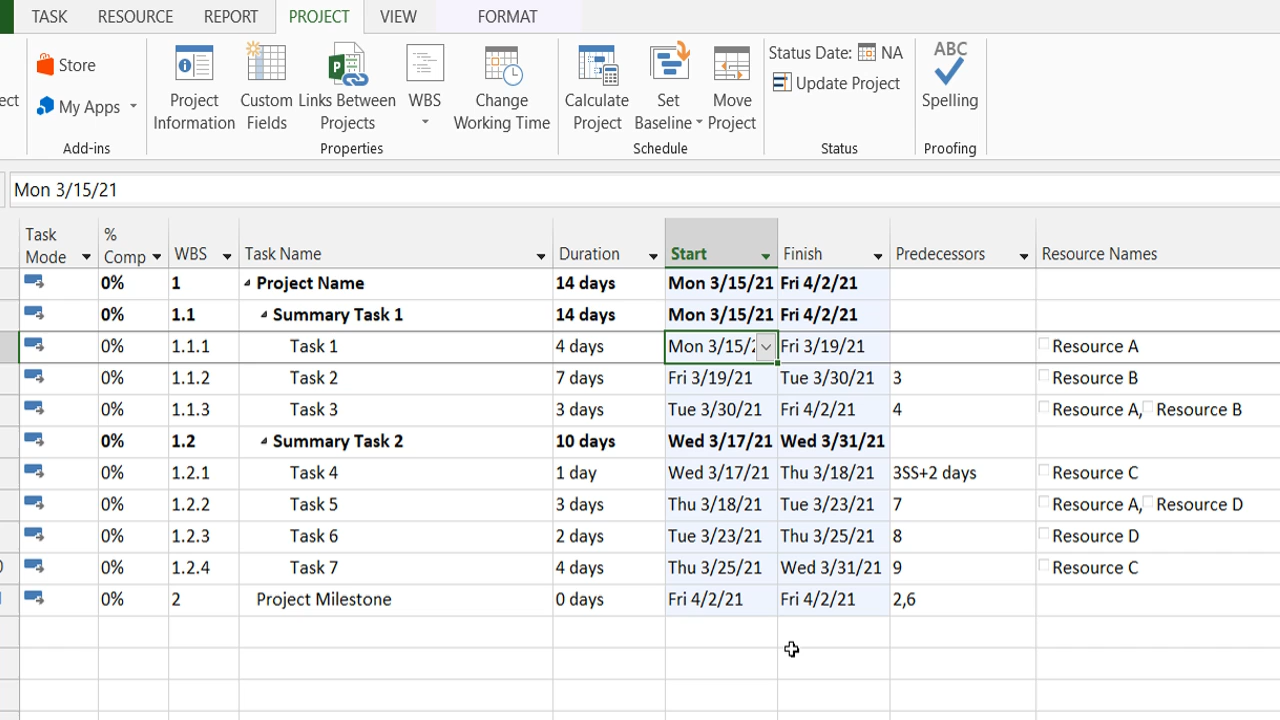 TASK RESOURCE REPORT PROJECT VIEW FORMAT
Store
My Apps
Add-ins
Project Information
Custom Fields
Links Between Projects
WBS
Change Working Time
Properties
Calculate Project
Set Baseline
Move Project
Schedule
Status Date: NA
Update Project
Status
ABC
Spelling
Proofing
Mon 3/15/21
Task Mode % Comp WBS Task Name Duration Start Finish Predecessors Resource Names
0% 1 Project Name 14 days Mon 3/15/21 Fri 4/2/21
0% 1.1 Summary Task 1 14 days Mon 3/15/21 Fri 4/2/21
0% 1.1.1 Task 1 4 days Mon 3/15/ Fri 3/19/21 Resource A
0% 1.1.2 Task 2 7 days Fri 3/19/21 Tue 3/30/21 3 Resource B
0% 1.1.3 Task 3 3 days Tue 3/30/21 Fri 4/2/21 4 Resource A, Resource B
0% 1.2 Summary Task 2 10 days Wed 3/17/21 Wed 3/31/21
0% 1.2.1 Task 4 1 day Wed 3/17/21 Thu 3/18/21 3SS+2 days Resource C
0% 1.2.2 Task 5 3 days Thu 3/18/21 Tue 3/23/21 7 Resource A, Resource D
0% 1.2.3 Task 6 2 days Tue 3/23/21 Thu 3/25/21 8 Resource D
0% 1.2.4 Task 7 4 days Thu 3/25/21 Wed 3/31/21 9 Resource C
0% 2 Project Milestone 0 days Fri 4/2/21 Fri 4/2/21 2,6